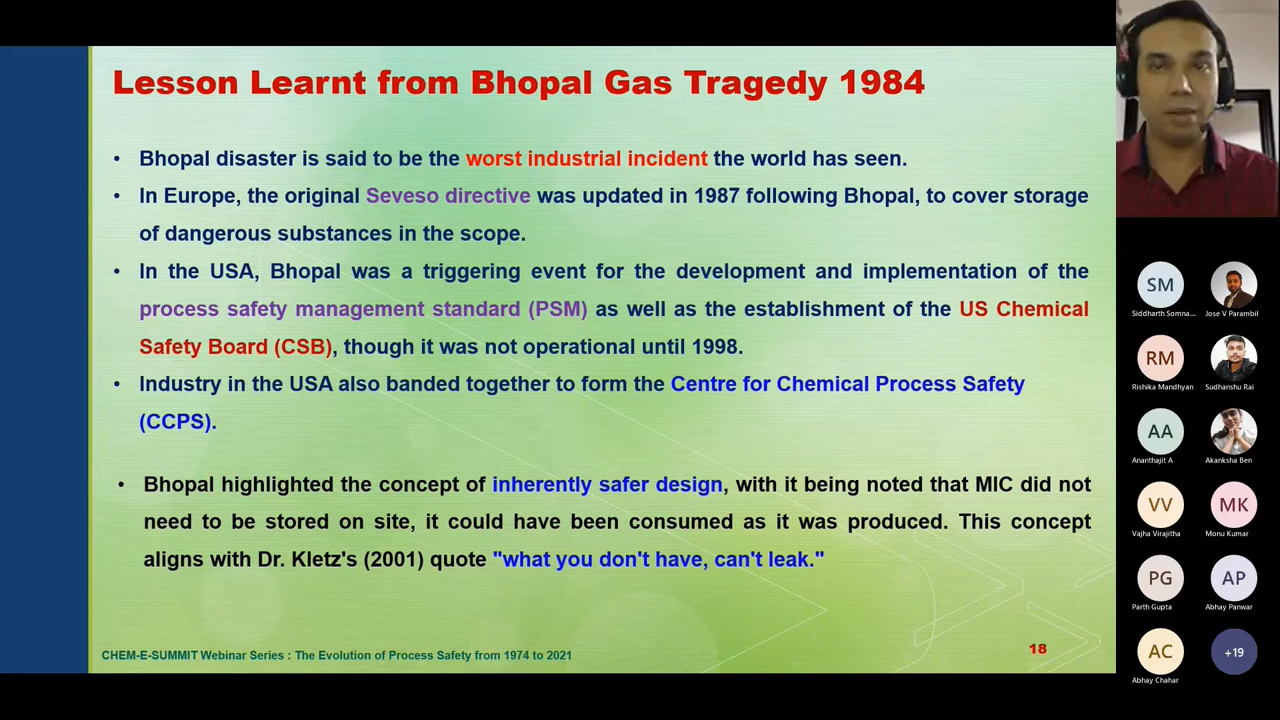 Lesson Learnt from Bhopal Gas Tragedy 1984
• Bhopal disaster is said to be the worst industrial incident the world has seen.
• In Europe, the original Seveso directive was updated in 1987 following Bhopal, to cover storage
of dangerous substances in the scope.
• In the USA, Bhopal was a triggering event for the development and implementation of the
process safety management standard (PSM) as well as the establishment of the US Chemical
Safety Board (CSB), though it was not operational until 1998.
• Industry in the USA also banded together to form the Centre for Chemical Process Safety
(CCPS).
• Bhopal highlighted the concept of inherently safer design, with it being noted that MIC did not
need to be stored on site, it could have been consumed as it was produced. This concept
aligns with Dr. Kletz's (2001) quote "what you don't have, can't leak."
CHEM-E-SUMMIT Webinar Series : The Evolution of Process Safety from 1974 to 2021
18
SM
Siddharth Somna...
Jose V Parambil
RM
Rishika Mandhyan
Sudhanshu Rai
AA
Ananthajit A
Akanksha Ben
VV
Vajha Virajitha
MK
Monu Kumar
PG
Parth Gupta
AP
Abhay Panwar
AC
Abhay Chahar
+19